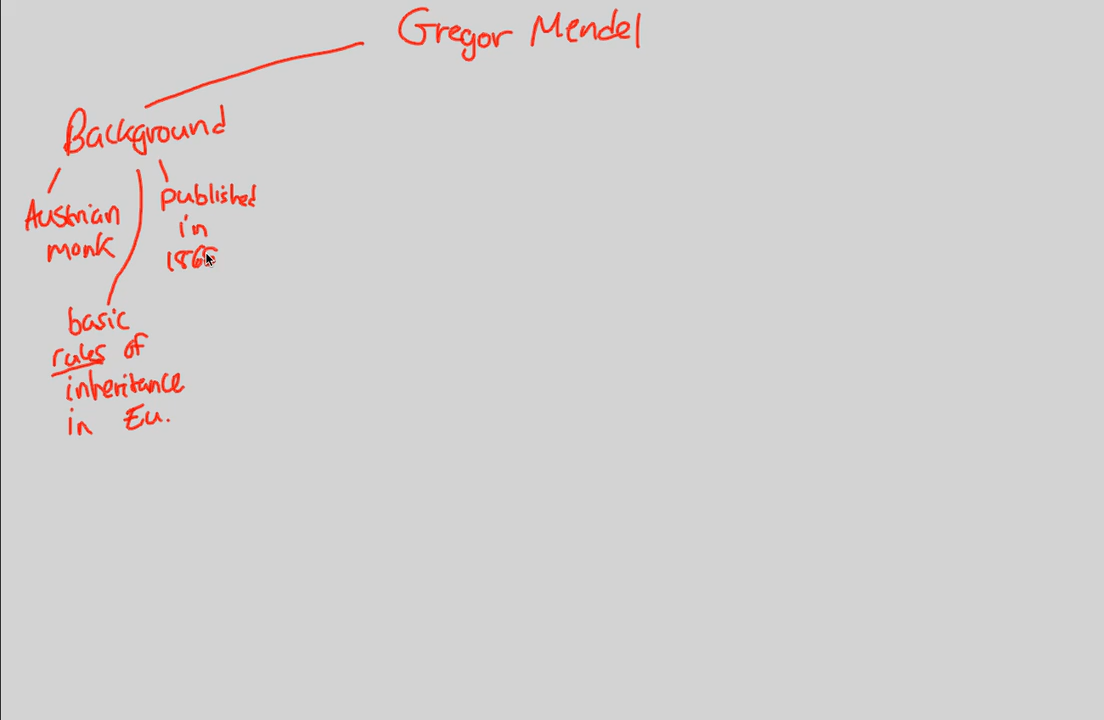 Gregor Mendel
Background
Austrian
monk
published
in
basic
rules of
inheritance
in Eu.